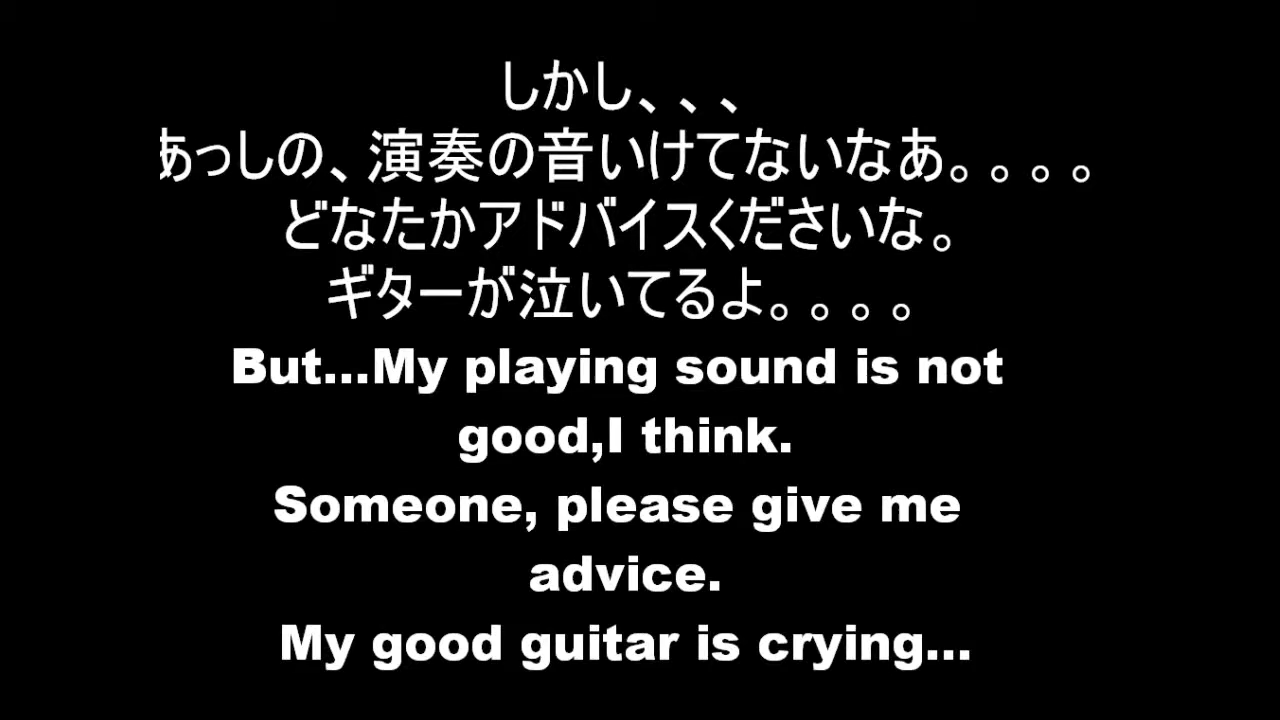 しかし、、、
あっしの、演奏の音いけてないなあ。。。。
どなたかアドバイスくださいな。
ギターが泣いてるよ。。。。
But...My playing sound is not
good,I think.
Someone, please give me
advice.
My good guitar is crying...